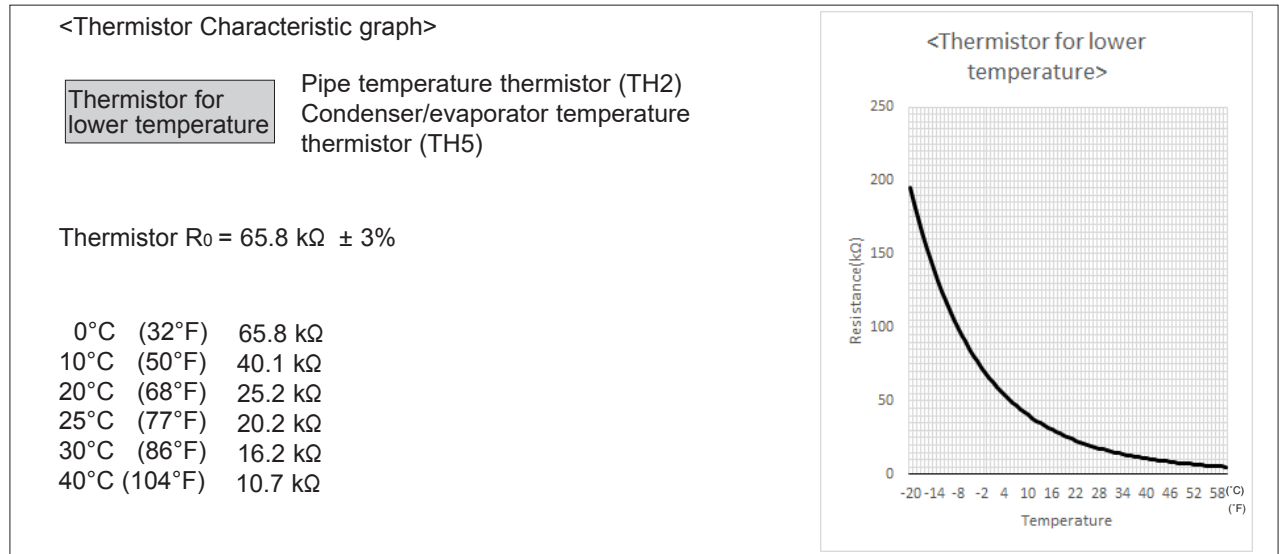 <Thermistor Characteristic graph>
Thermistor for
lower temperature
Pipe temperature thermistor (TH2)
Condenser/evaporator temperature
thermistor (TH5)
Thermistor R0 = 65.8 kΩ ± 3%
0°C (32°F) 65.8 kΩ
10°C (50°F) 40.1 kΩ
20°C (68°F) 25.2 kΩ
25°C (77°F) 20.2 kΩ
30°C (86°F) 16.2 kΩ
40°C (104°F) 10.7 kΩ
<Thermistor for lower
temperature>
250
200
150
100
50
0
Resistance(kΩ)
-20 -14 -8 -2 4 10 16 22 28 34 40 46 52 58 (°C)
(°F)
Temperature